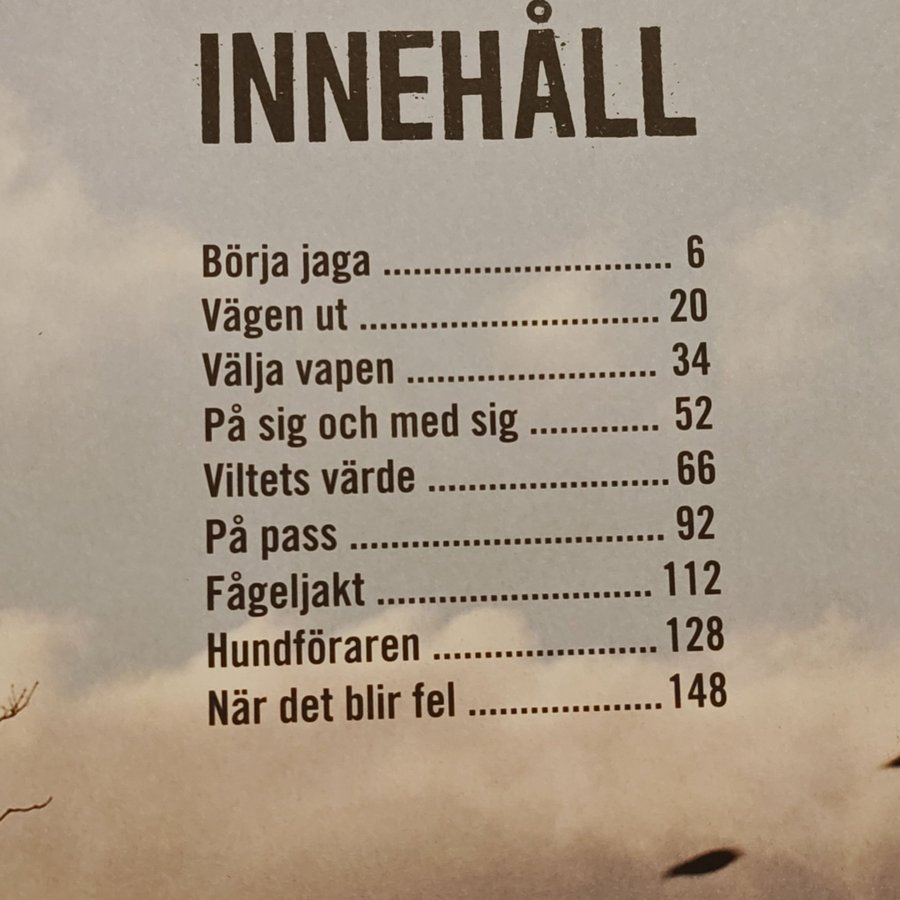 INNEHÅLL
Börja jaga ............................ 6
Vägen ut ............................. 20
Välja vapen ......................... 34
På sig och med sig ............. 52
Viltets värde ........................ 66
På pass ............................... 92
Fågeljakt ........................... 112
Hundföraren ...................... 128
När det blir fel ................... 148